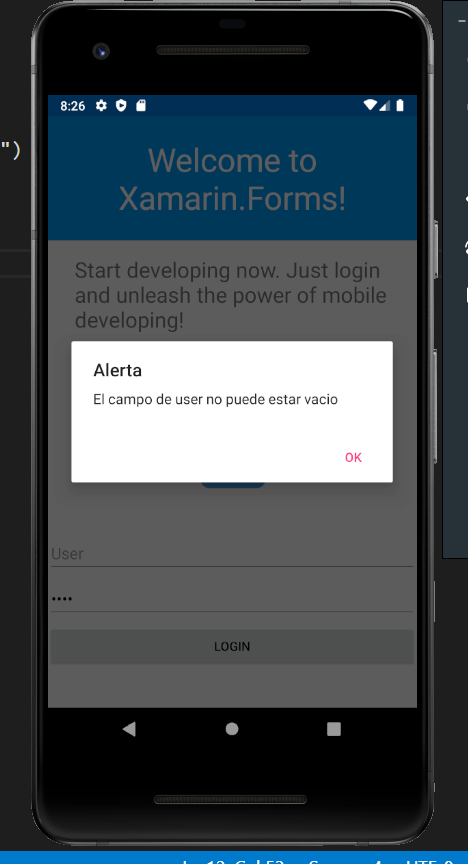 ")
8:26
Welcome to
Xamarin.Forms!
Start developing now. Just login
and unleash the power of mobile
developing!
Alerta
El campo de user no puede estar vacio
OK
User
••••
LOGIN